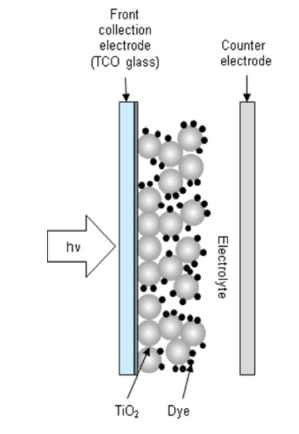 Front
collection
electrode
(TCO glass)
Counter
electrode
hν
Electrolyte
TiO₂
Dye